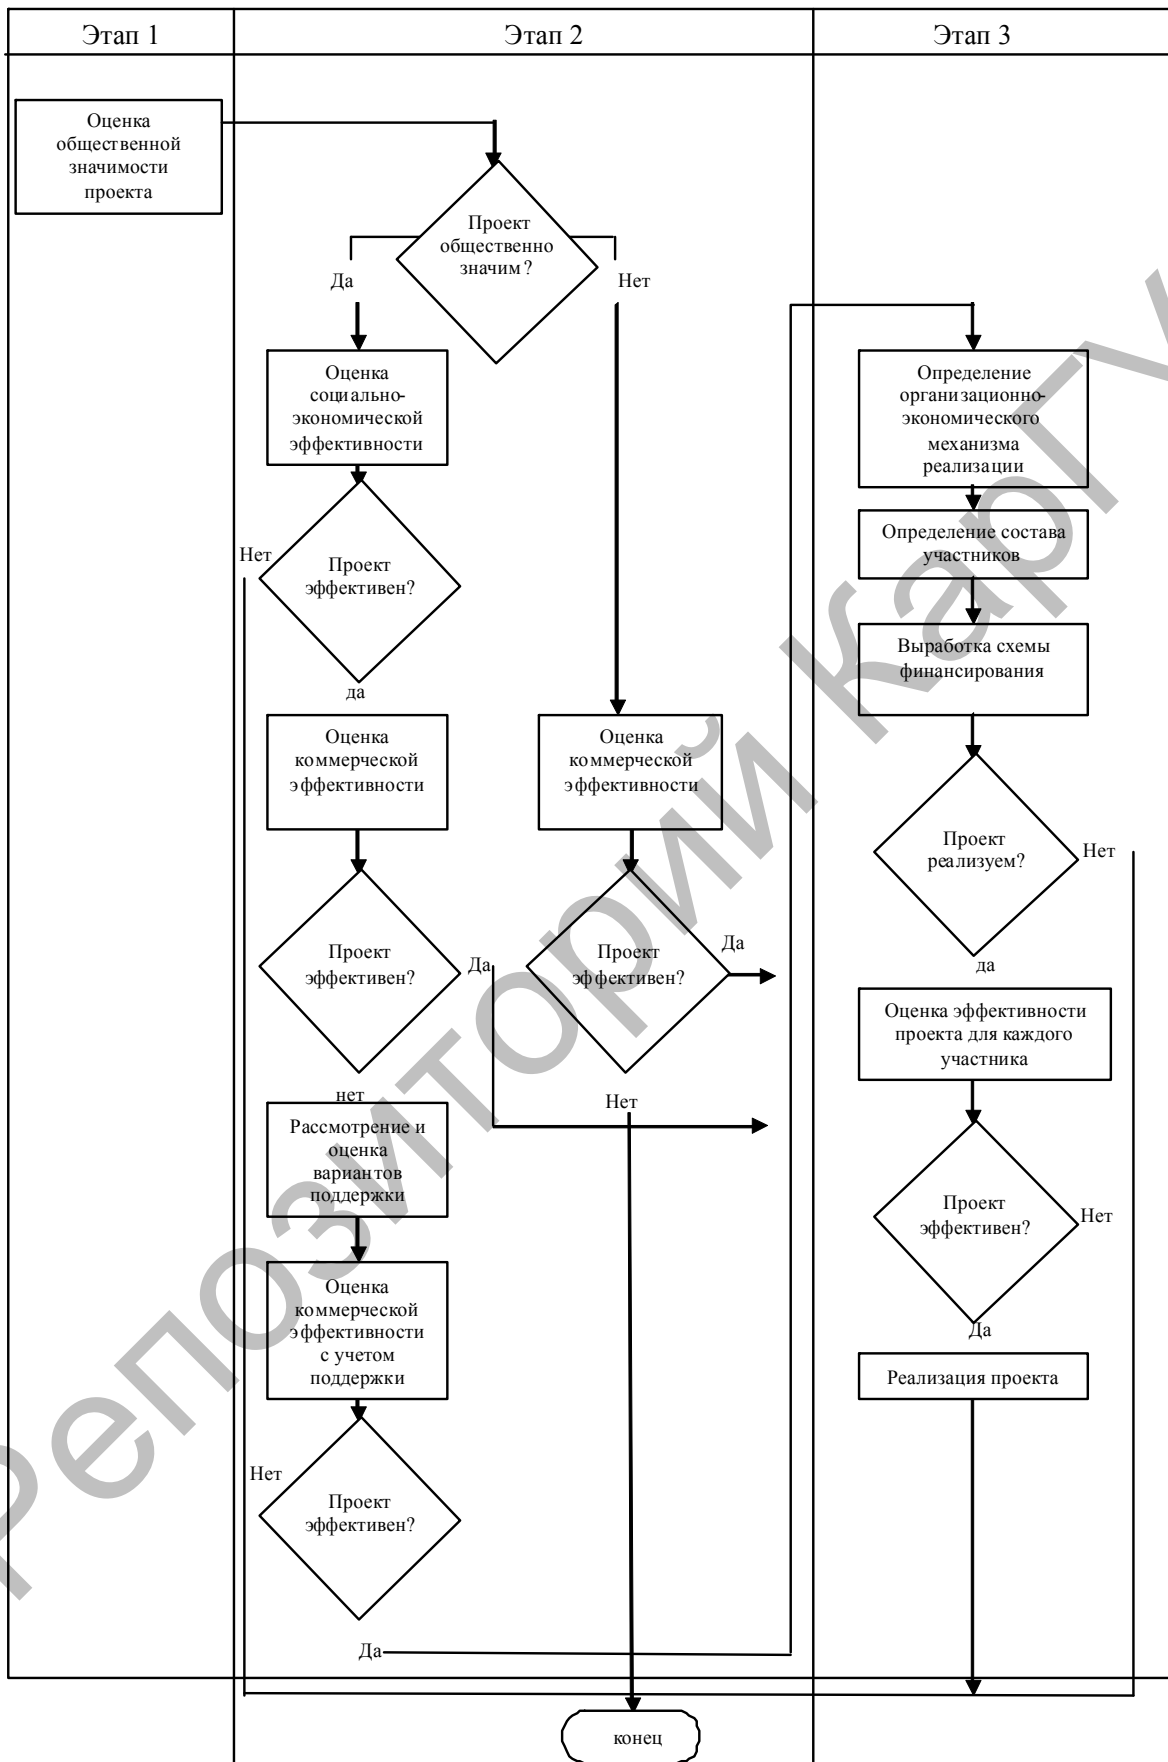 Этап 1
Этап 2
Этап 3
Оценка
общественной
значимости
проекта
Проект
общественно
значим ?
Да
Нет
Оценка
социально-
экономической
эффективности
Нет
Проект
эффективен?
да
Оценка
коммерческой
эффективности
Оценка
коммерческой
эффективности
Проект
эффективен?
Да
Проект
эффективен?
Да
нет
Нет
Рассмотрение и
оценка
вариантов
поддержки
Оценка
коммерческой
эффективности
с учетом
поддержки
Нет
Проект
эффективен?
Да
Определение
организационно-
экономического
механизма
реализации
Определение состава
участников
Выработка схемы
финансирования
Проект
реализуем?
Нет
да
Оценка эффективности
проекта для каждого
участника
Проект
эффективен?
Нет
Да
Реализация проекта
конец
Репозиторий КарГУ